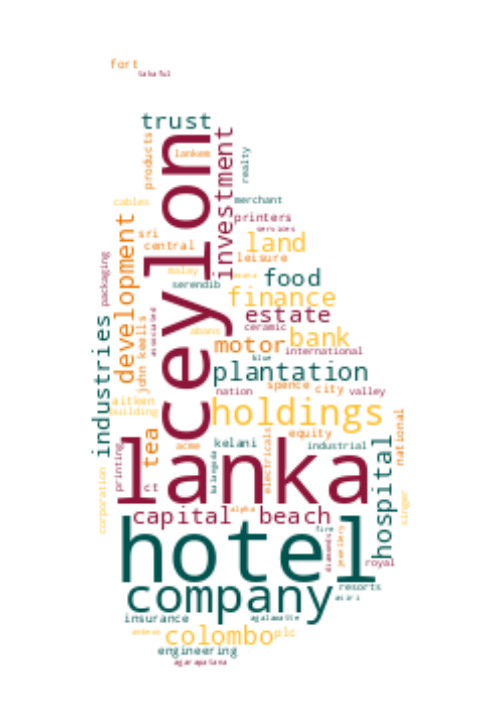 fort
takaful
trust
ceylon
investment
products
lankem
realty
cables
merchant
development
printers
services
sri
central
land
leisure
packaging
malay
food
serendib
finance
industries
john keells
associated
estate
abans
ceramic
motor
bank
international
blue
plantation
nation
spence
city
valley
aitken
building
holdings
tea
equity
national
acme
kelani
industrial
electricals
balangoda
hospital
printing
lanka
corporation
ct
singer
alpha
capital
beach
hotel
fire
diamonds
jewellery
royal
company
resorts
asiri
insurance
agalawatte
colombo
plc
engineering
agarapatana